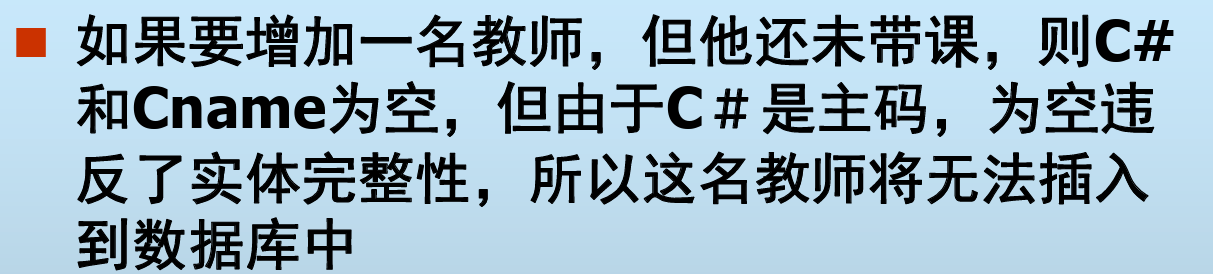 如果要增加一名教师，但他还未带课，则C#
和Cname为空，但由于C＃是主码，为空违
反了实体完整性，所以这名教师将无法插入
到数据库中